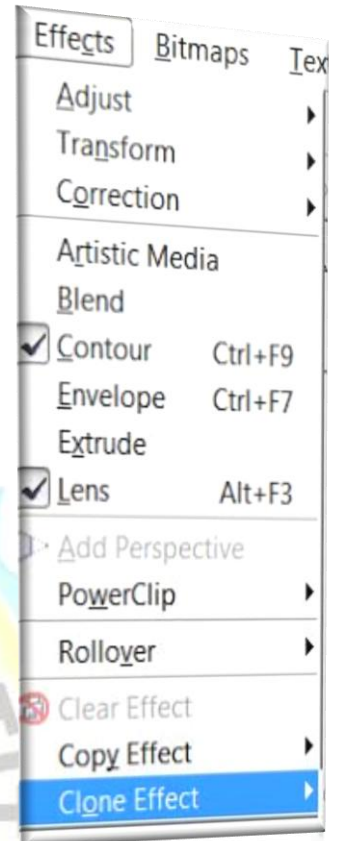 Effects Bitmaps Tex
Adjust
Transform
Correction
Artistic Media
Blend
Contour Ctrl+F9
Envelope Ctrl+F7
Extrude
Lens Alt+F3
Add Perspective
PowerClip
Rollover
Clear Effect
Copy Effect
Clone Effect